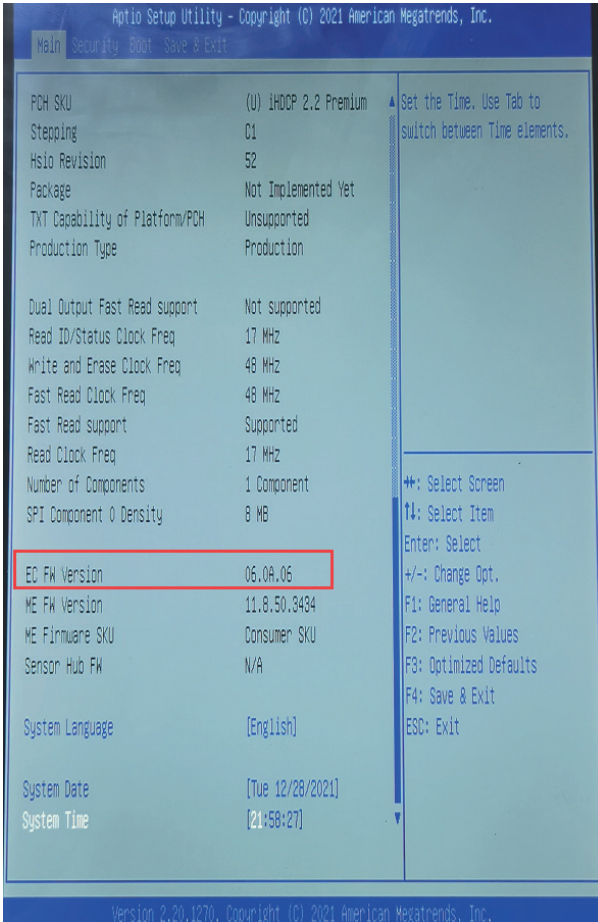 Aptio Setup Utility - Copyright (C) 2021 American Megatrends, Inc.
Main Security Boot Save & Exit
PCH SKU (U) iHDCP 2.2 Premium
Stepping C1
Hsio Revision 52
Package Not Implemented Yet
TXT Capability of Platform/PCH Unsupported
Production Type Production
Dual Output Fast Read support Not supported
Read ID/Status Clock Freq 17 MHz
Write and Erase Clock Freq 48 MHz
Fast Read Clock Freq 48 MHz
Fast Read support Supported
Read Clock Freq 17 MHz
Number of Components 1 Component
SPI Component 0 Density 8 MB
EC FW Version 06.0A.06
ME FW Version 11.8.50.3434
ME Firmware SKU Consumer SKU
Sensor Hub FW N/A
System Language [English]
System Date [Tue 12/28/2021]
System Time [21:58:27]
Set the Time. Use Tab to
switch between Time elements.
→←: Select Screen
↑↓: Select Item
Enter: Select
+/-: Change Opt.
F1: General Help
F2: Previous Values
F3: Optimized Defaults
F4: Save & Exit
ESC: Exit
Version 2.20.1270. Copyright (C) 2021 American Megatrends, Inc.